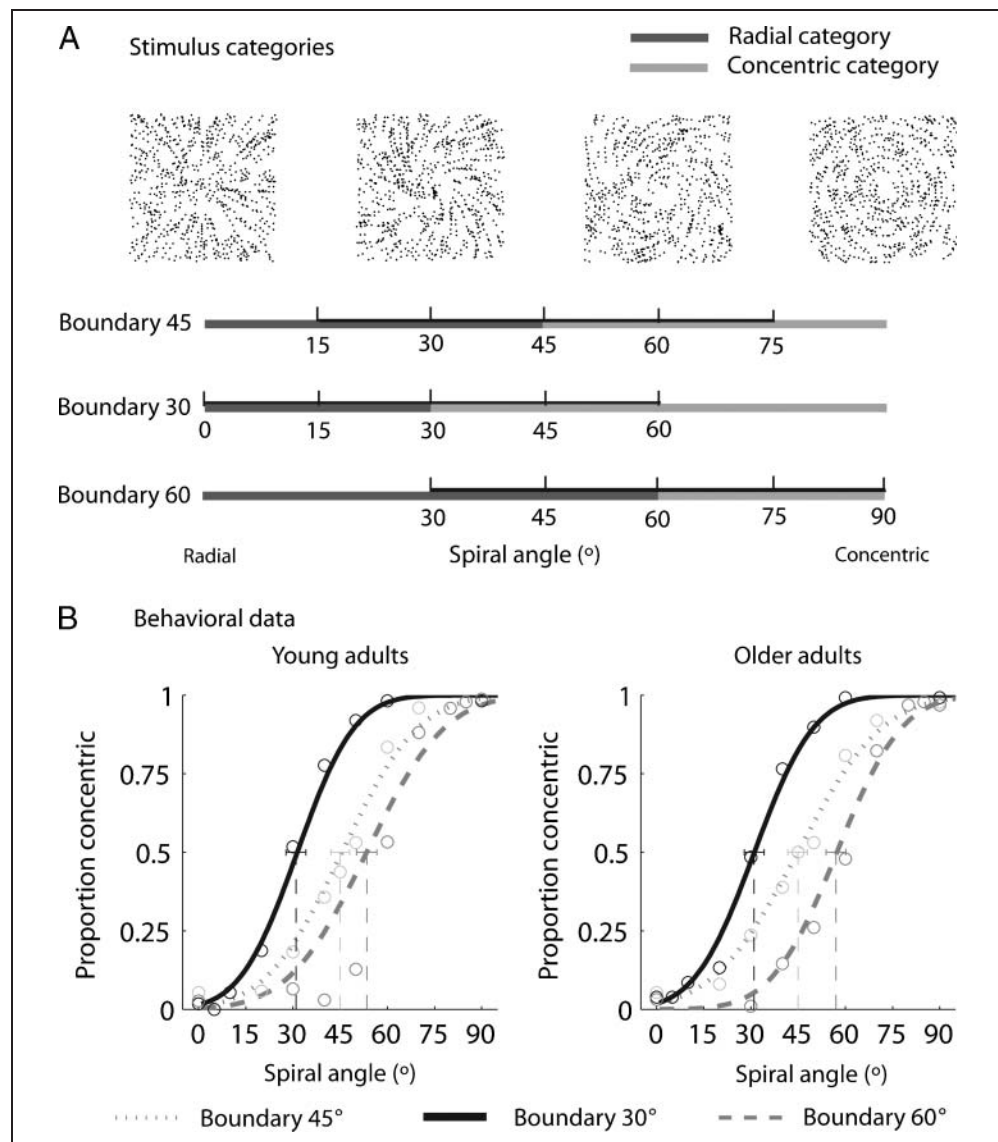 A
Stimulus categories
Radial category
Concentric category
Boundary 45
15 30 45 60 75
Boundary 30
0 15 30 45 60
Boundary 60
30 45 60 75 90
Radial
Spiral angle (º)
Concentric
B
Behavioral data
Young adults
Proportion concentric
1
0.75
0.5
0.25
0
0 15 30 45 60 75 90
Spiral angle (º)
Older adults
Proportion concentric
1
0.75
0.5
0.25
0
0 15 30 45 60 75 90
Spiral angle (º)
Boundary 45° Boundary 30° Boundary 60°